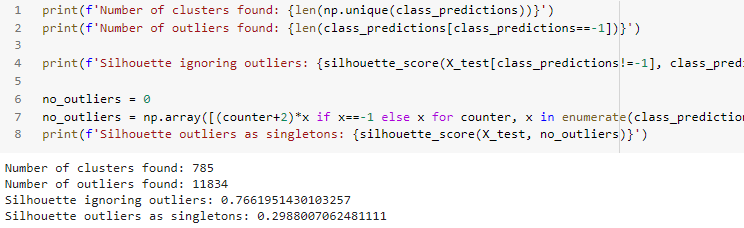 1 print(f'Number of clusters found: {len(np.unique(class_predictions))}')
2 print(f'Number of outliers found: {len(class_predictions[class_predictions==-1])}')
3
4 print(f'Silhouette ignoring outliers: {silhouette_score(X_test[class_predictions!=-1], class_pred
5
6 no_outliers = 0
7 no_outliers = np.array([(counter+2)*x if x==-1 else x for counter, x in enumerate(class_predictio
8 print(f'Silhouette outliers as singletons: {silhouette_score(X_test, no_outliers)}')
Number of clusters found: 785
Number of outliers found: 11834
Silhouette ignoring outliers: 0.7661951430103257
Silhouette outliers as singletons: 0.2988007062481111